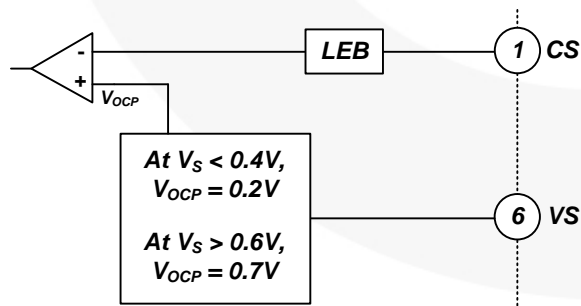 - LEB 1 CS
+
VOCP
At VS < 0.4V,
VOCP = 0.2V
At VS > 0.6V,
VOCP = 0.7V
6 VS